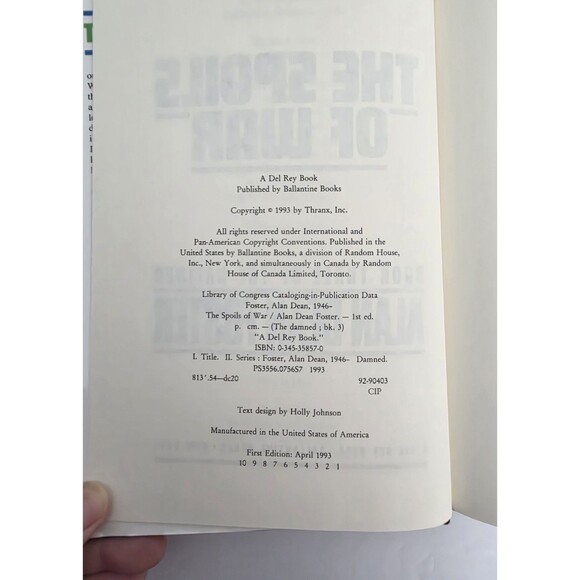 THE SPOILS
OF WAR
A Del Rey Book
Published by Ballantine Books
Copyright © 1993 by Thranx, Inc.
All rights reserved under International and
Pan-American Copyright Conventions. Published in the
United States by Ballantine Books, a division of Random House,
Inc., New York, and simultaneously in Canada by Random
House of Canada Limited, Toronto.
Library of Congress Cataloging-in-Publication Data
Foster, Alan Dean, 1946–
The Spoils of War / Alan Dean Foster. — 1st ed.
p. cm. — (The damned ; bk. 3)
"A Del Rey Book."
ISBN: 0-345-35857-0
I. Title. II. Series : Foster, Alan Dean, 1946– Damned.
PS3556.0756S7 1993
813'.54—dc20 92-90403
CIP
Text design by Holly Johnson
Manufactured in the United States of America
First Edition: April 1993
10 9 8 7 6 5 4 3 2 1